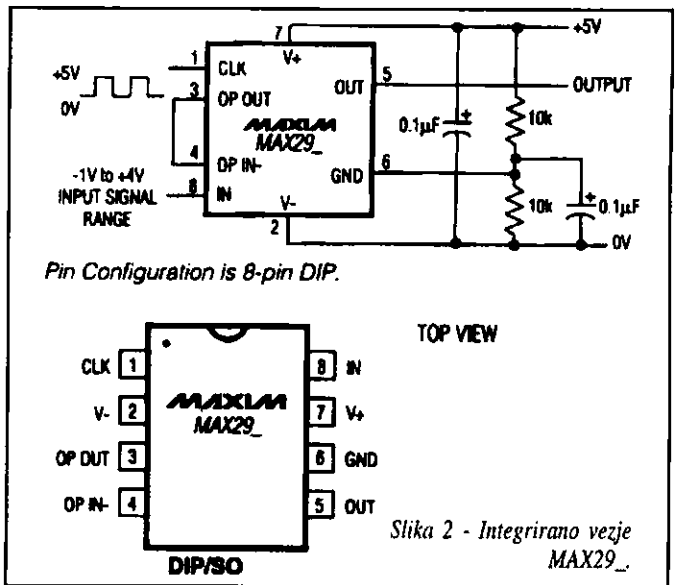 7
V+
+5V
1
CLK
+5V
0V
3
OP OUT
OUT
5
OUTPUT
MAXIM
MAX29_
0.1µF
+
10k
4
OP IN-
GND
6
-1V to +4V
INPUT SIGNAL
RANGE
8
IN
V-
2
10k
+
0.1µF
0V
Pin Configuration is 8-pin DIP.
TOP VIEW
CLK 1
8 IN
MAXIM
MAX29_
V- 2
7 V+
OP OUT 3
6 GND
OP IN- 4
5 OUT
DIP/SO
Slika 2 - Integrirano vezje
MAX29_.